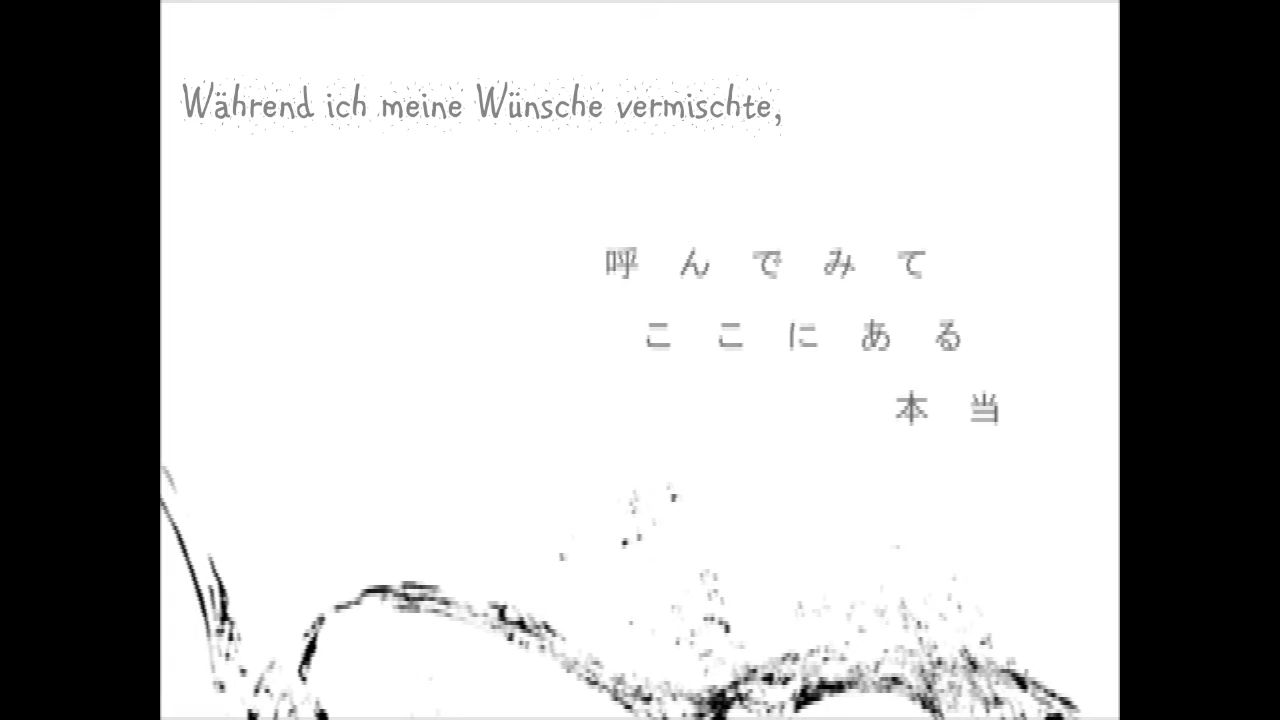 Während ich meine Wünsche vermischte,
呼んでみて
ここにある
本当